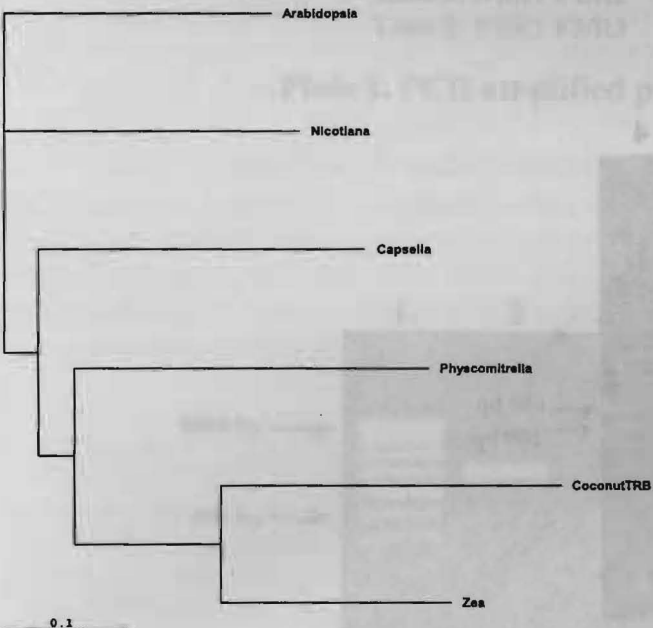 Arabidopsis
Nicotiana
Capsella
Physcomitrella
CoconutTRB
Zea
0.1